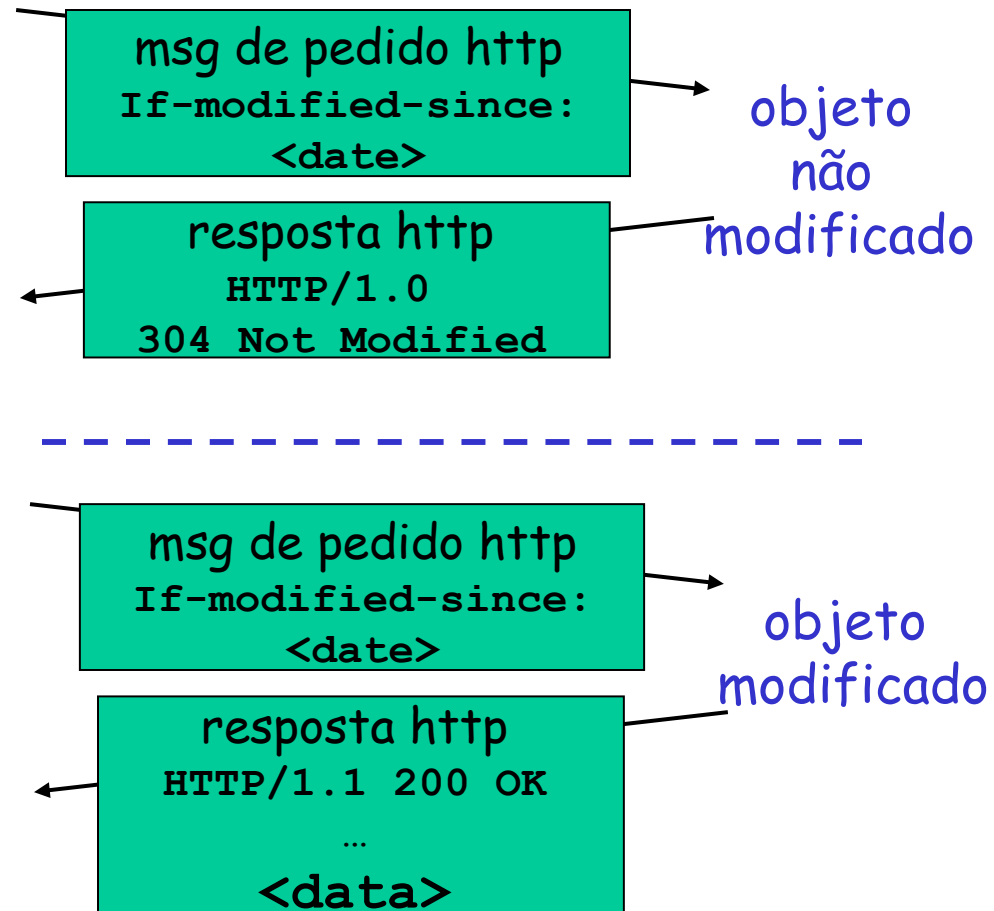 msg de pedido http
If-modified-since:
<date>
objeto
não
modificado
resposta http
HTTP/1.0
304 Not Modified
msg de pedido http
If-modified-since:
<date>
objeto
modificado
resposta http
HTTP/1.1 200 OK
…
<data>